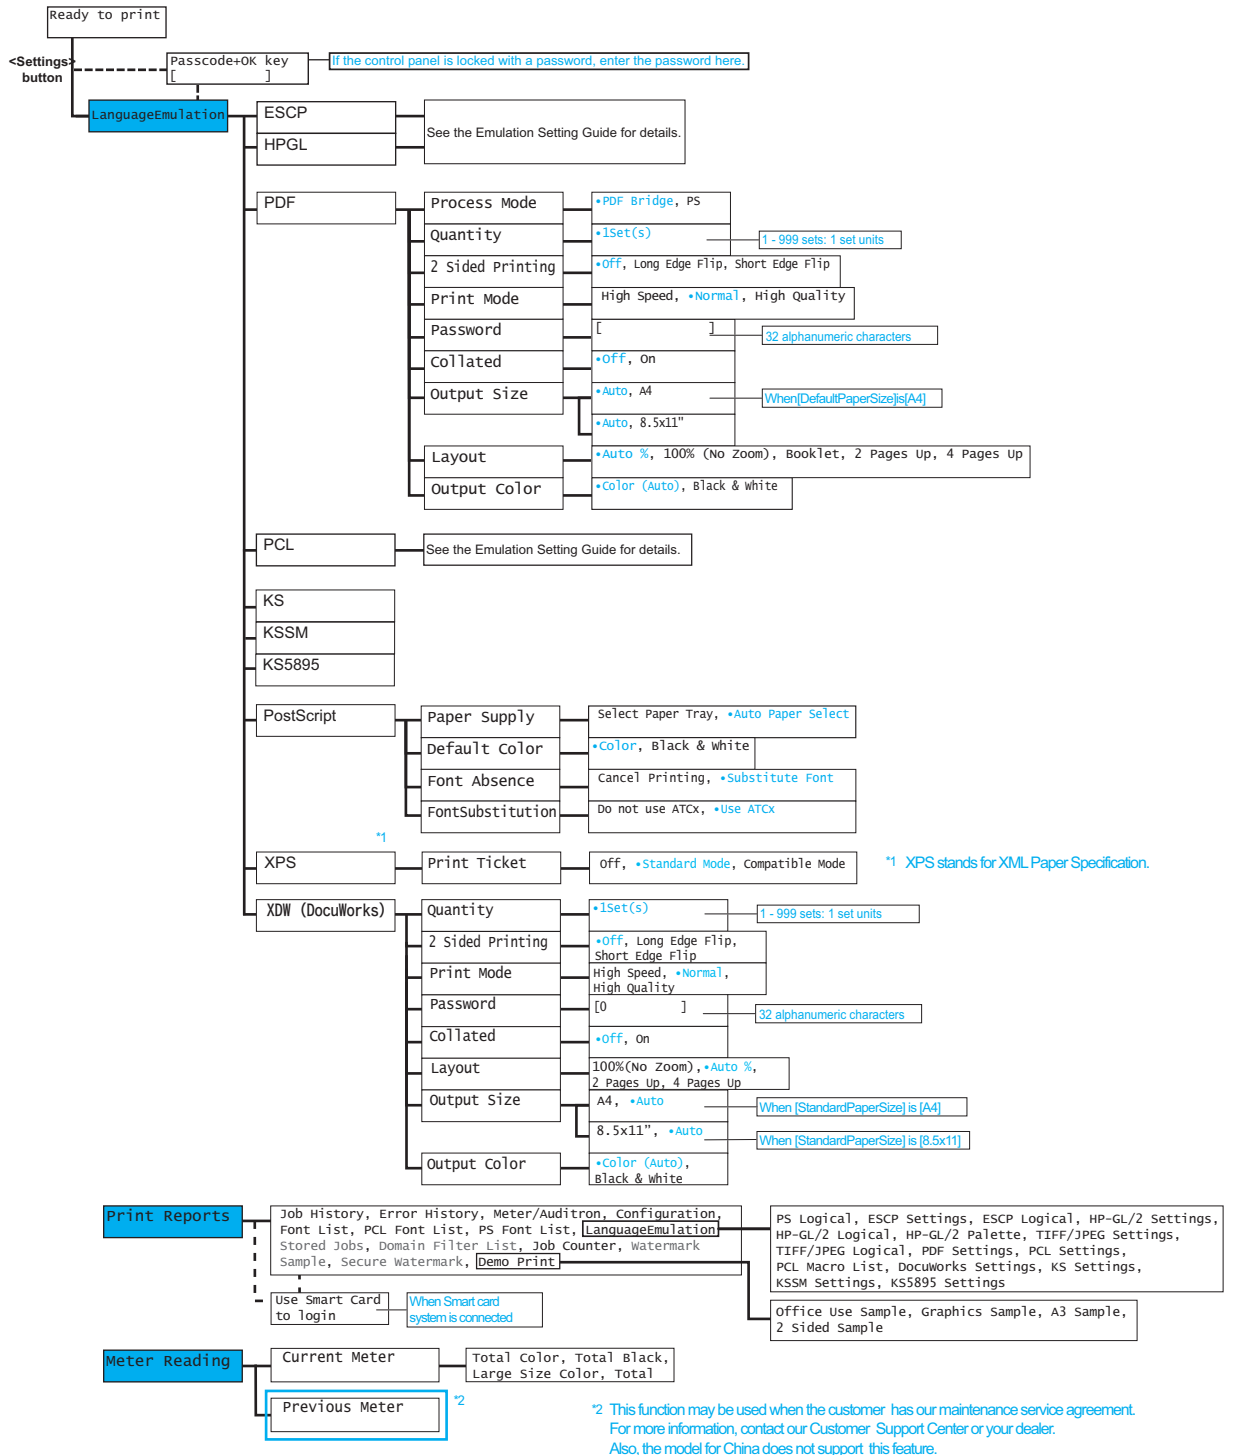 Ready to print
<Settings>
button
Passcode+OK key
[ ]
If the control panel is locked with a password, enter the password here.
LanguageEmulation
ESCP
HPGL
See the Emulation Setting Guide for details.
PDF
Process Mode
•PDF Bridge, PS
Quantity
•1Set(s)
1 - 999 sets: 1 set units
2 Sided Printing
•Off, Long Edge Flip, Short Edge Flip
Print Mode
High Speed, •Normal, High Quality
Password
[ ]
32 alphanumeric characters
Collated
•Off, On
Output Size
•Auto, A4
When[DefaultPaperSize]is[A4]
•Auto, 8.5x11"
Layout
•Auto %, 100% (No Zoom), Booklet, 2 Pages Up, 4 Pages Up
Output Color
•Color (Auto), Black & White
PCL
See the Emulation Setting Guide for details.
KS
KSSM
KS5895
PostScript
Paper Supply
Select Paper Tray, •Auto Paper Select
Default Color
•Color, Black & White
Font Absence
Cancel Printing, •Substitute Font
FontSubstitution
Do not use ATCx, •Use ATCx
*1
XPS
Print Ticket
Off, •Standard Mode, Compatible Mode
*1 XPS stands for XML Paper Specification.
XDW (DocuWorks)
Quantity
•1Set(s)
1 - 999 sets: 1 set units
2 Sided Printing
•Off, Long Edge Flip,
Short Edge Flip
Print Mode
High Speed, •Normal,
High Quality
Password
[0 ]
32 alphanumeric characters
Collated
•Off, On
Layout
100%(No Zoom),•Auto %,
2 Pages Up, 4 Pages Up
Output Size
A4, •Auto
When [StandardPaperSize] is [A4]
8.5x11”, •Auto
When [StandardPaperSize] is [8.5x11]
Output Color
•Color (Auto),
Black & White
Print Reports
Job History, Error History, Meter/Auditron, Configuration,
Font List, PCL Font List, PS Font List, LanguageEmulation
Stored Jobs, Domain Filter List, Job Counter, Watermark
Sample, Secure Watermark, Demo Print
PS Logical, ESCP Settings, ESCP Logical, HP-GL/2 Settings,
HP-GL/2 Logical, HP-GL/2 Palette, TIFF/JPEG Settings,
TIFF/JPEG Logical, PDF Settings, PCL Settings,
PCL Macro List, DocuWorks Settings, KS Settings,
KSSM Settings, KS5895 Settings
Use Smart Card
to login
When Smart card
system is connected
Office Use Sample, Graphics Sample, A3 Sample,
2 Sided Sample
Meter Reading
Current Meter
Total Color, Total Black,
Large Size Color, Total
Previous Meter
*2
*2 This function may be used when the customer has our maintenance service agreement.
For more information, contact our Customer Support Center or your dealer.
Also, the model for China does not support this feature.